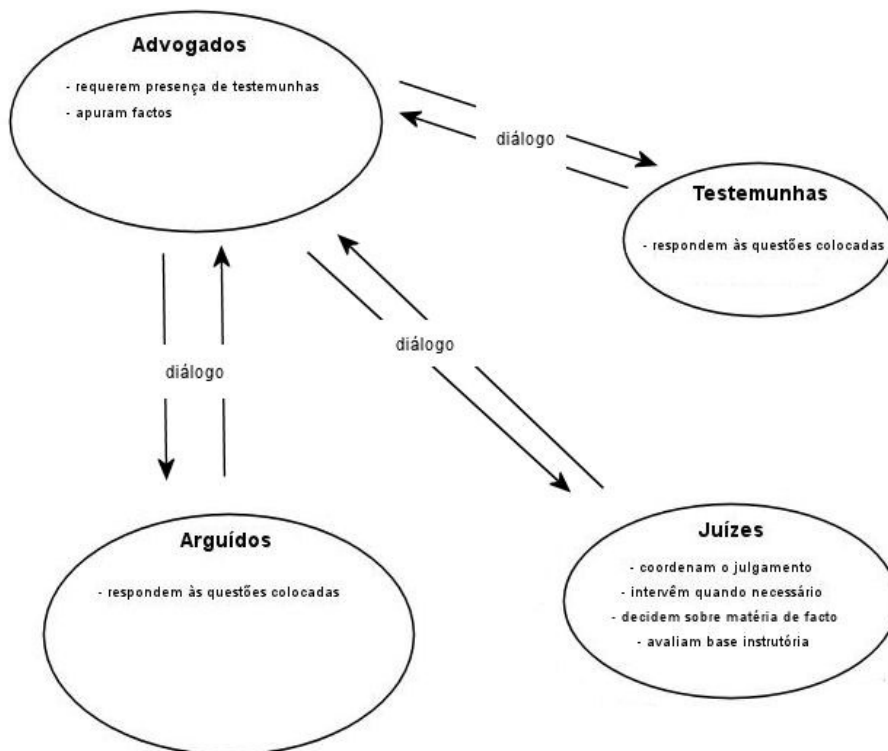 Advogados
- requerem presença de testemunhas
- apuram factos
diálogo
Testemunhas
- respondem às questões colocadas
diálogo
diálogo
Arguídos
- respondem às questões colocadas
Juízes
- coordenam o julgamento
- intervêm quando necessário
- decidem sobre matéria de facto
- avaliam base instrutória